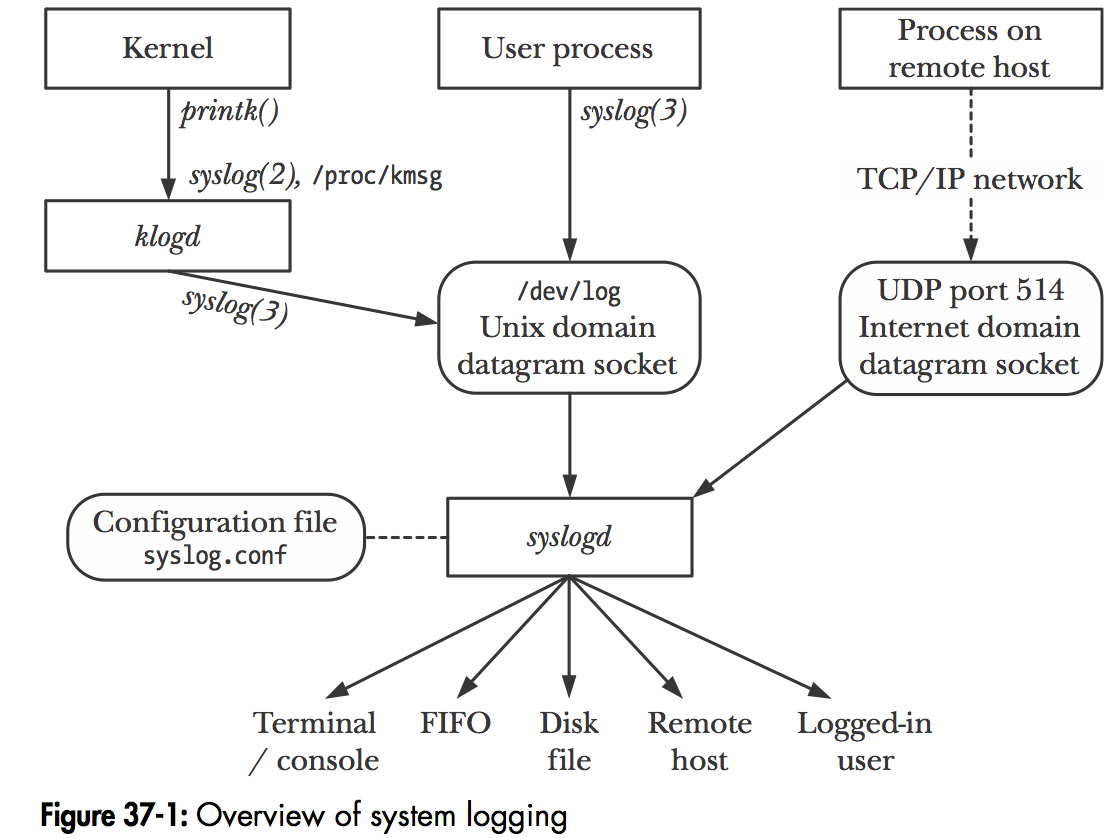 Kernel
User process
Process on
remote host
printk()
syslog(3)
syslog(2), /proc/kmsg
TCP/IP network
klogd
syslog(3)
/dev/log
Unix domain
datagram socket
UDP port 514
Internet domain
datagram socket
Configuration file
syslog.conf
syslogd
Terminal
/ console
FIFO
Disk
file
Remote
host
Logged-in
user
Figure 37-1: Overview of system logging